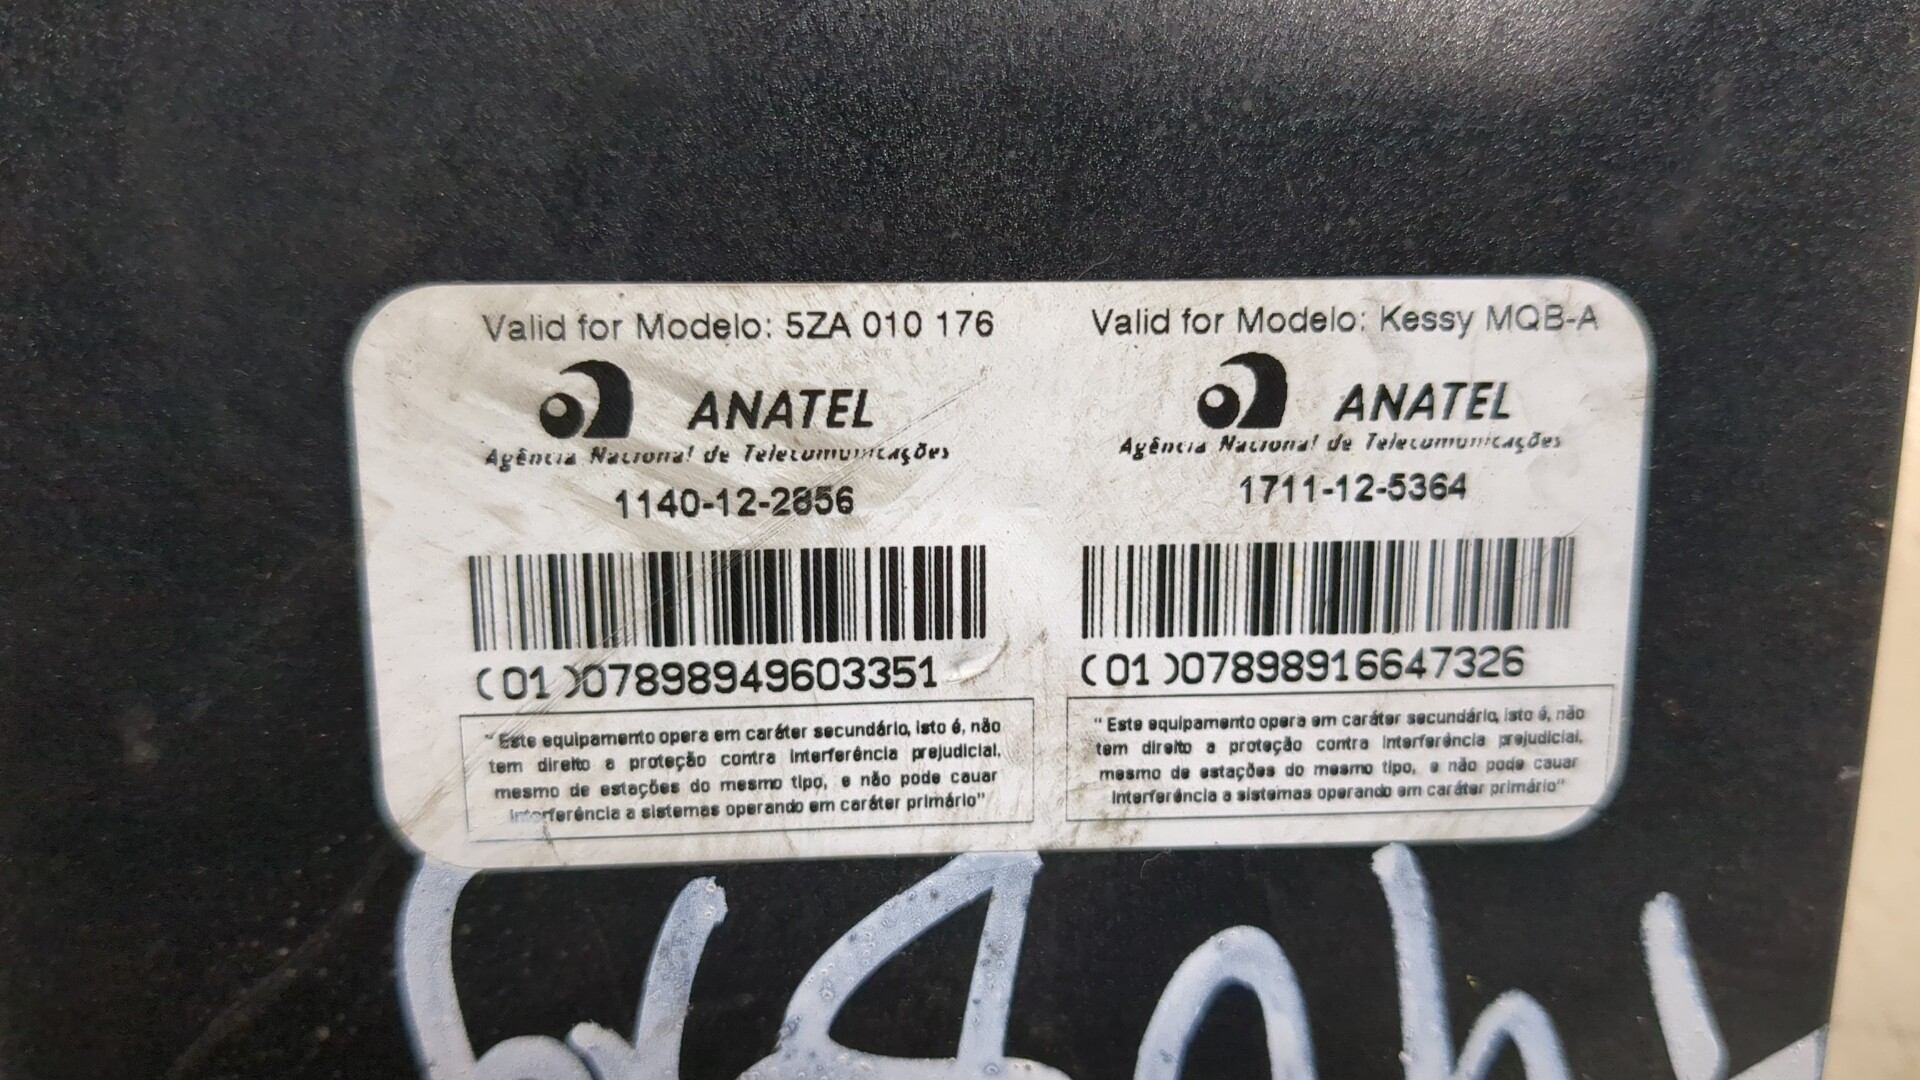 Valid for Modelo: 5ZA 010 176
ANATEL
Agência Nacional de Telecomunicações
1140-12-2856
(01)07898949603351
"Este equipamento opera em caráter secundário, isto é, não
tem direito a proteção contra interferência prejudicial,
mesmo de estações do mesmo tipo, e não pode cauar
interferência a sistemas operando em caráter primário"
Valid for Modelo: Kessy MQB-A
ANATEL
Agência Nacional de Telecomunicações
1711-12-5364
(01)07898916647326
"Este equipamento opera em caráter secundário, isto é, não
tem direito a proteção contra interferência prejudicial,
mesmo de estações do mesmo tipo, e não pode cauar
interferência a sistemas operando em caráter primário"